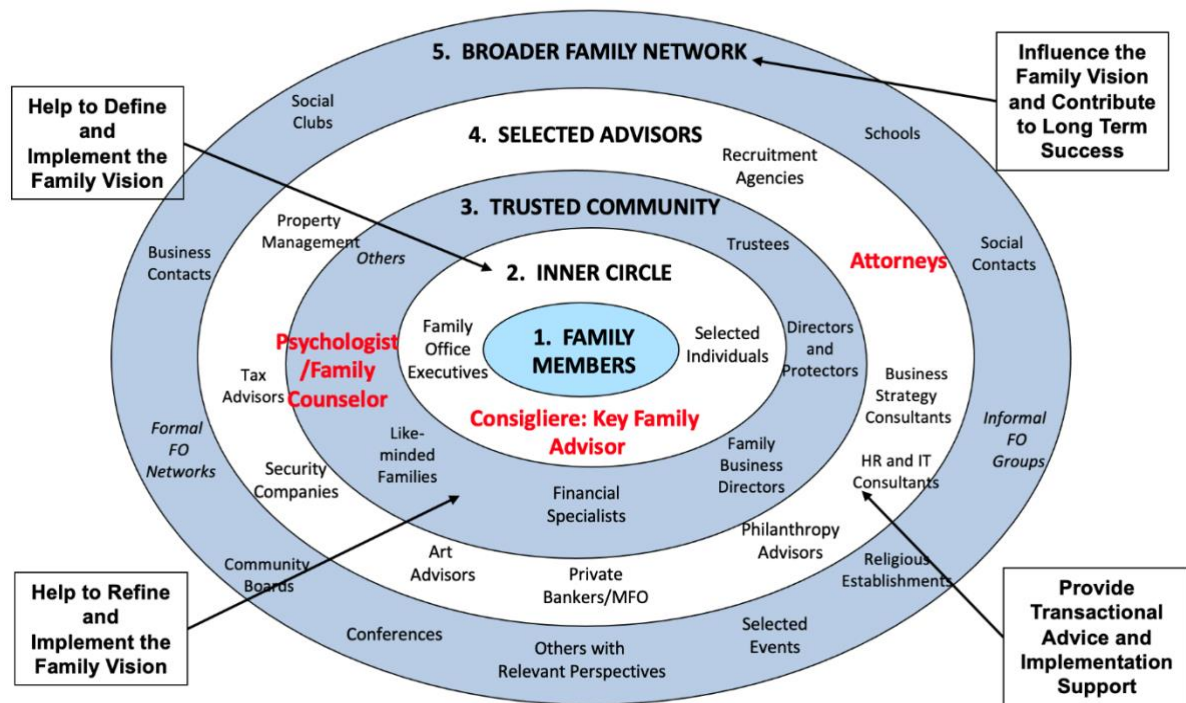 5. BROADER FAMILY NETWORK
Influence the
Family Vision
and Contribute
to Long Term
Success
Help to Define
and
Implement the
Family Vision
Social
Clubs
Schools
4. SELECTED ADVISORS
Recruitment
Agencies
3. TRUSTED COMMUNITY
Property
Management
Others
Trustees
Business
Contacts
Attorneys
Social
Contacts
2. INNER CIRCLE
Family
Office
Executives
1. FAMILY
MEMBERS
Selected
Individuals
Directors
and
Protectors
Psychologist
/Family
Counselor
Tax
Advisors
Business
Strategy
Consultants
Consigliere: Key Family
Advisor
Formal
FO
Networks
Like-
minded
Families
Family
Business
Directors
Informal
FO
Groups
Security
Companies
HR and IT
Consultants
Financial
Specialists
Philanthropy
Advisors
Art
Advisors
Private
Bankers/MFO
Community
Boards
Religious
Establishments
Help to Refine
and
Implement the
Family Vision
Conferences
Others with
Relevant Perspectives
Selected
Events
Provide
Transactional
Advice and
Implementation
Support